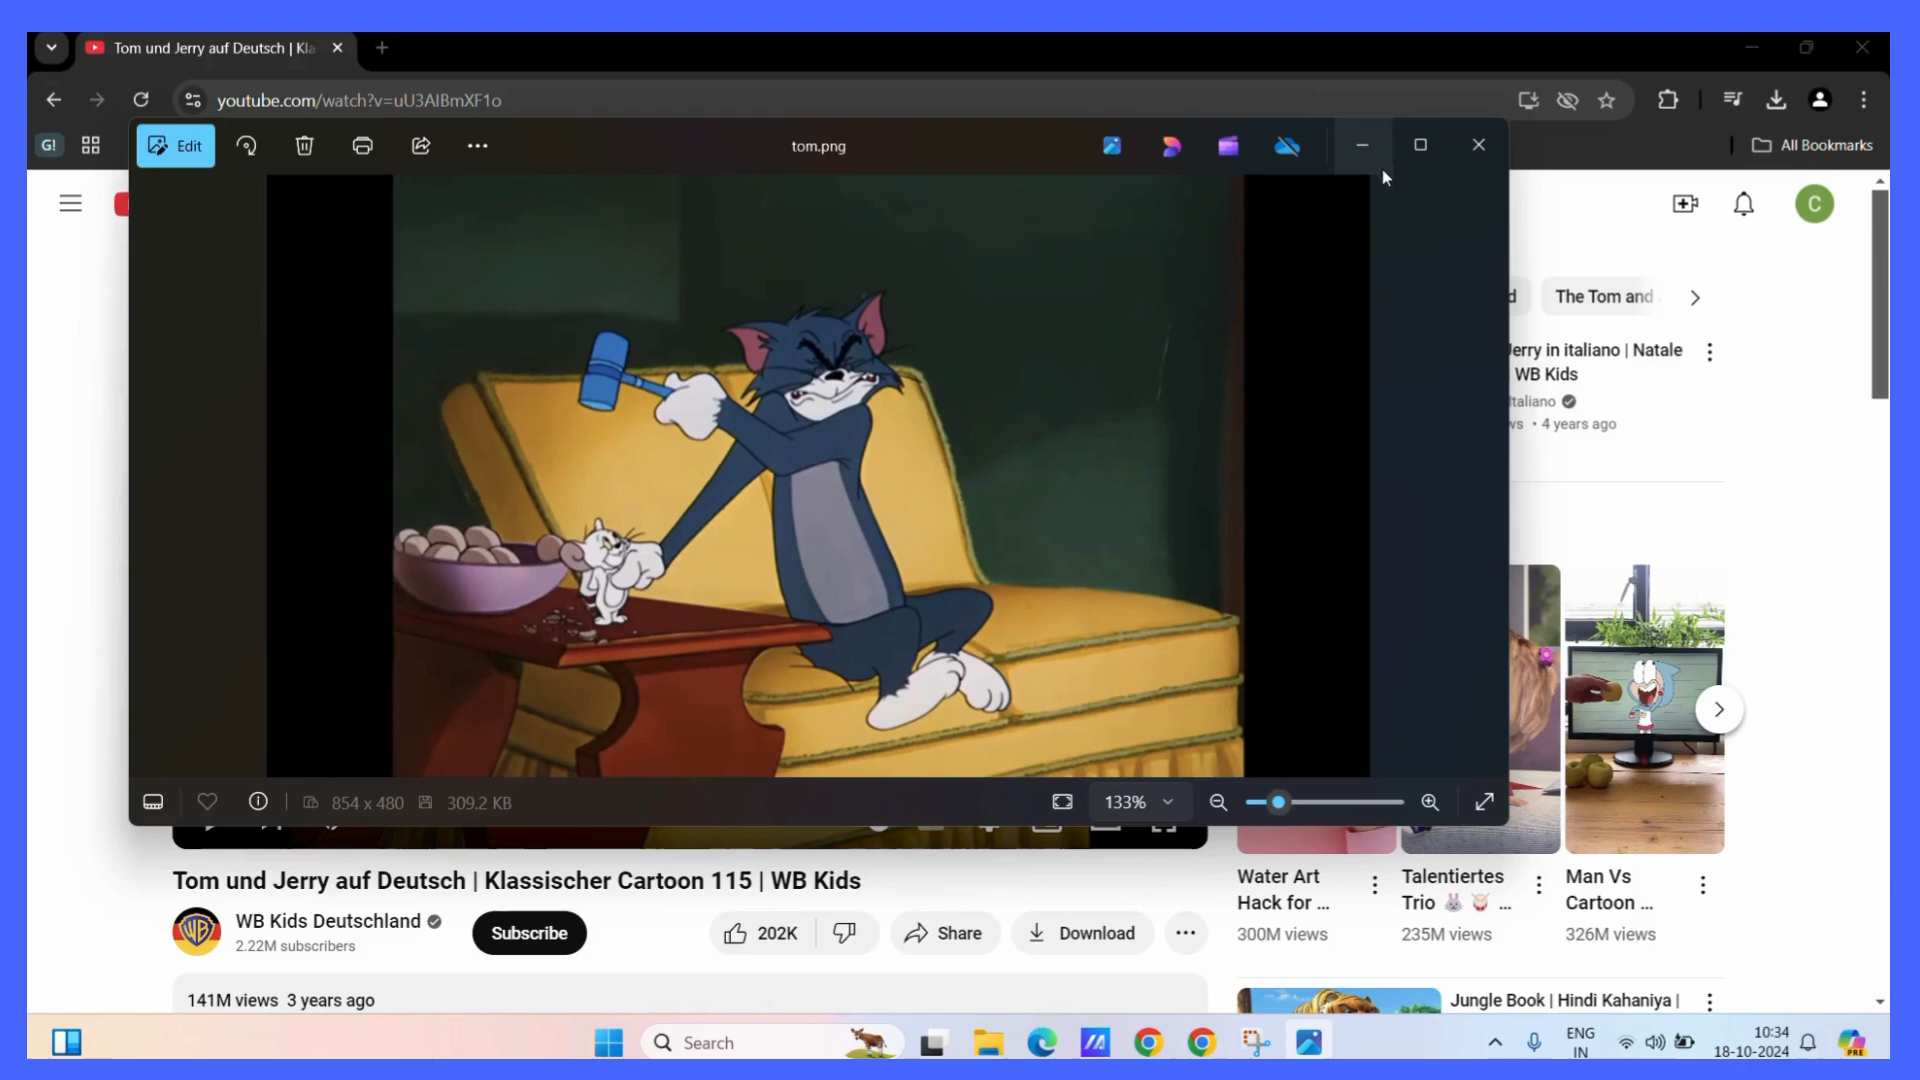 Tom und Jerry auf Deutsch | Kla
youtube.com/watch?v=uU3AlBmXF1o
G!
All Bookmarks
Edit
tom.png
C
d
The Tom and
Jerry in italiano | Natale
| WB Kids
Italiano
ws • 4 years ago
854 x 480
309.2 KB
133%
Tom und Jerry auf Deutsch | Klassischer Cartoon 115 | WB Kids
WB Kids Deutschland
2.22M subscribers
Subscribe
202K
Share
Download
141M views 3 years ago
Water Art
Hack for ...
300M views
Talentiertes
Trio 🐰 🥁 ...
235M views
Man Vs
Cartoon ...
326M views
Jungle Book | Hindi Kahaniya |
Search
ENG
IN
10:34
18-10-2024
PRE